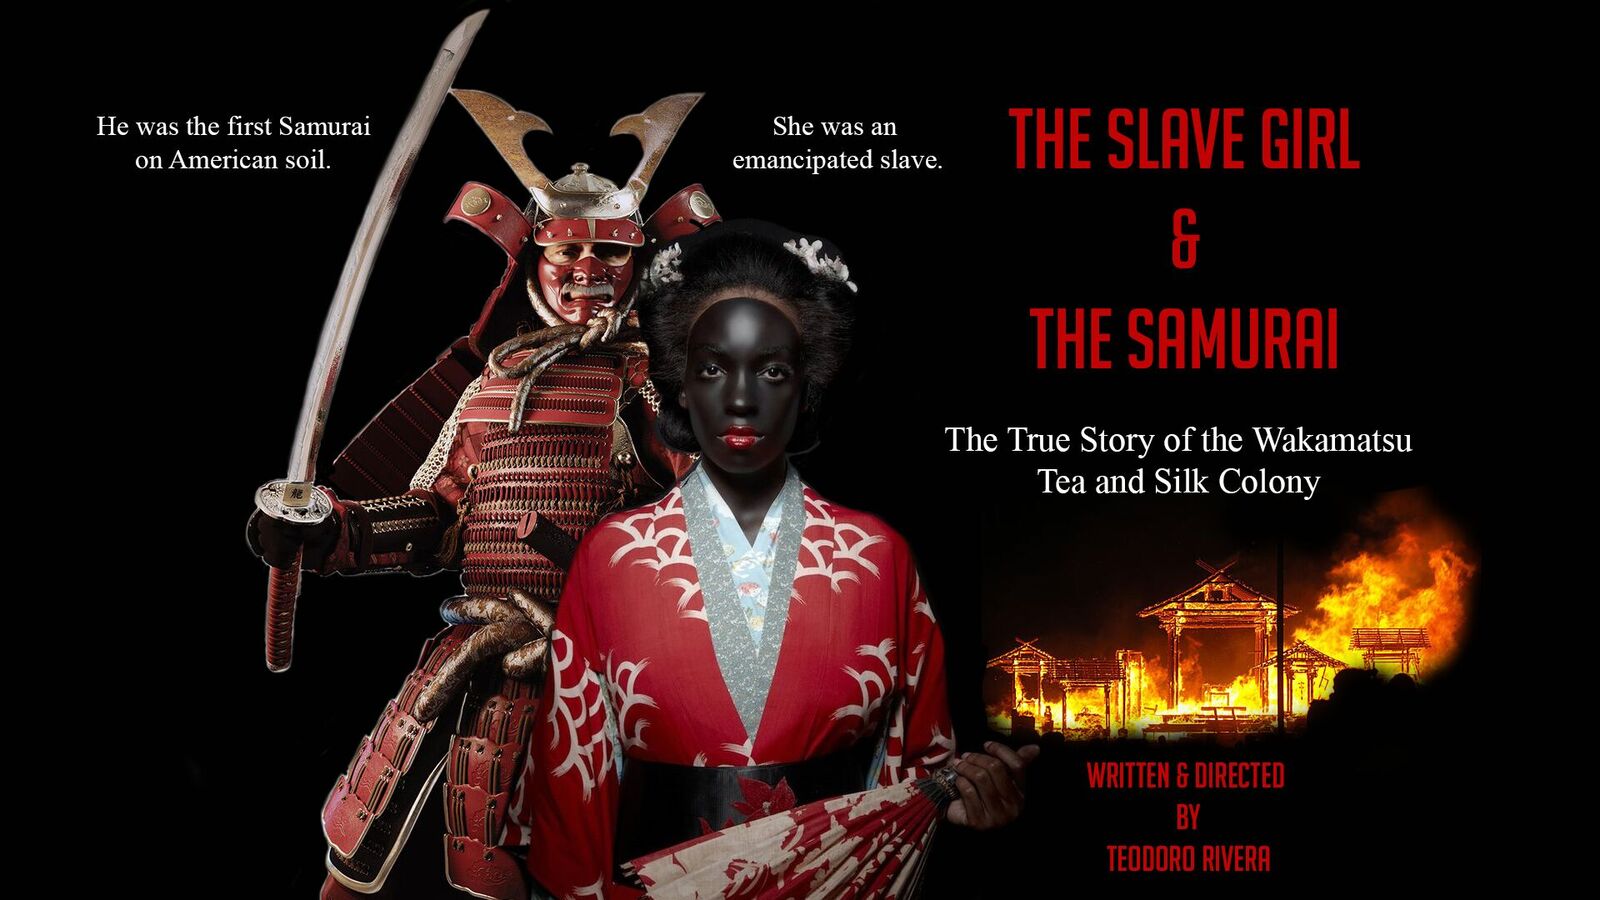 He was the first Samurai
on American soil.
She was an
emancipated slave.
THE SLAVE GIRL
&
THE SAMURAI
The True Story of the Wakamatsu
Tea and Silk Colony
WRITTEN & DIRECTED
BY
TEODORO RIVERA
龍